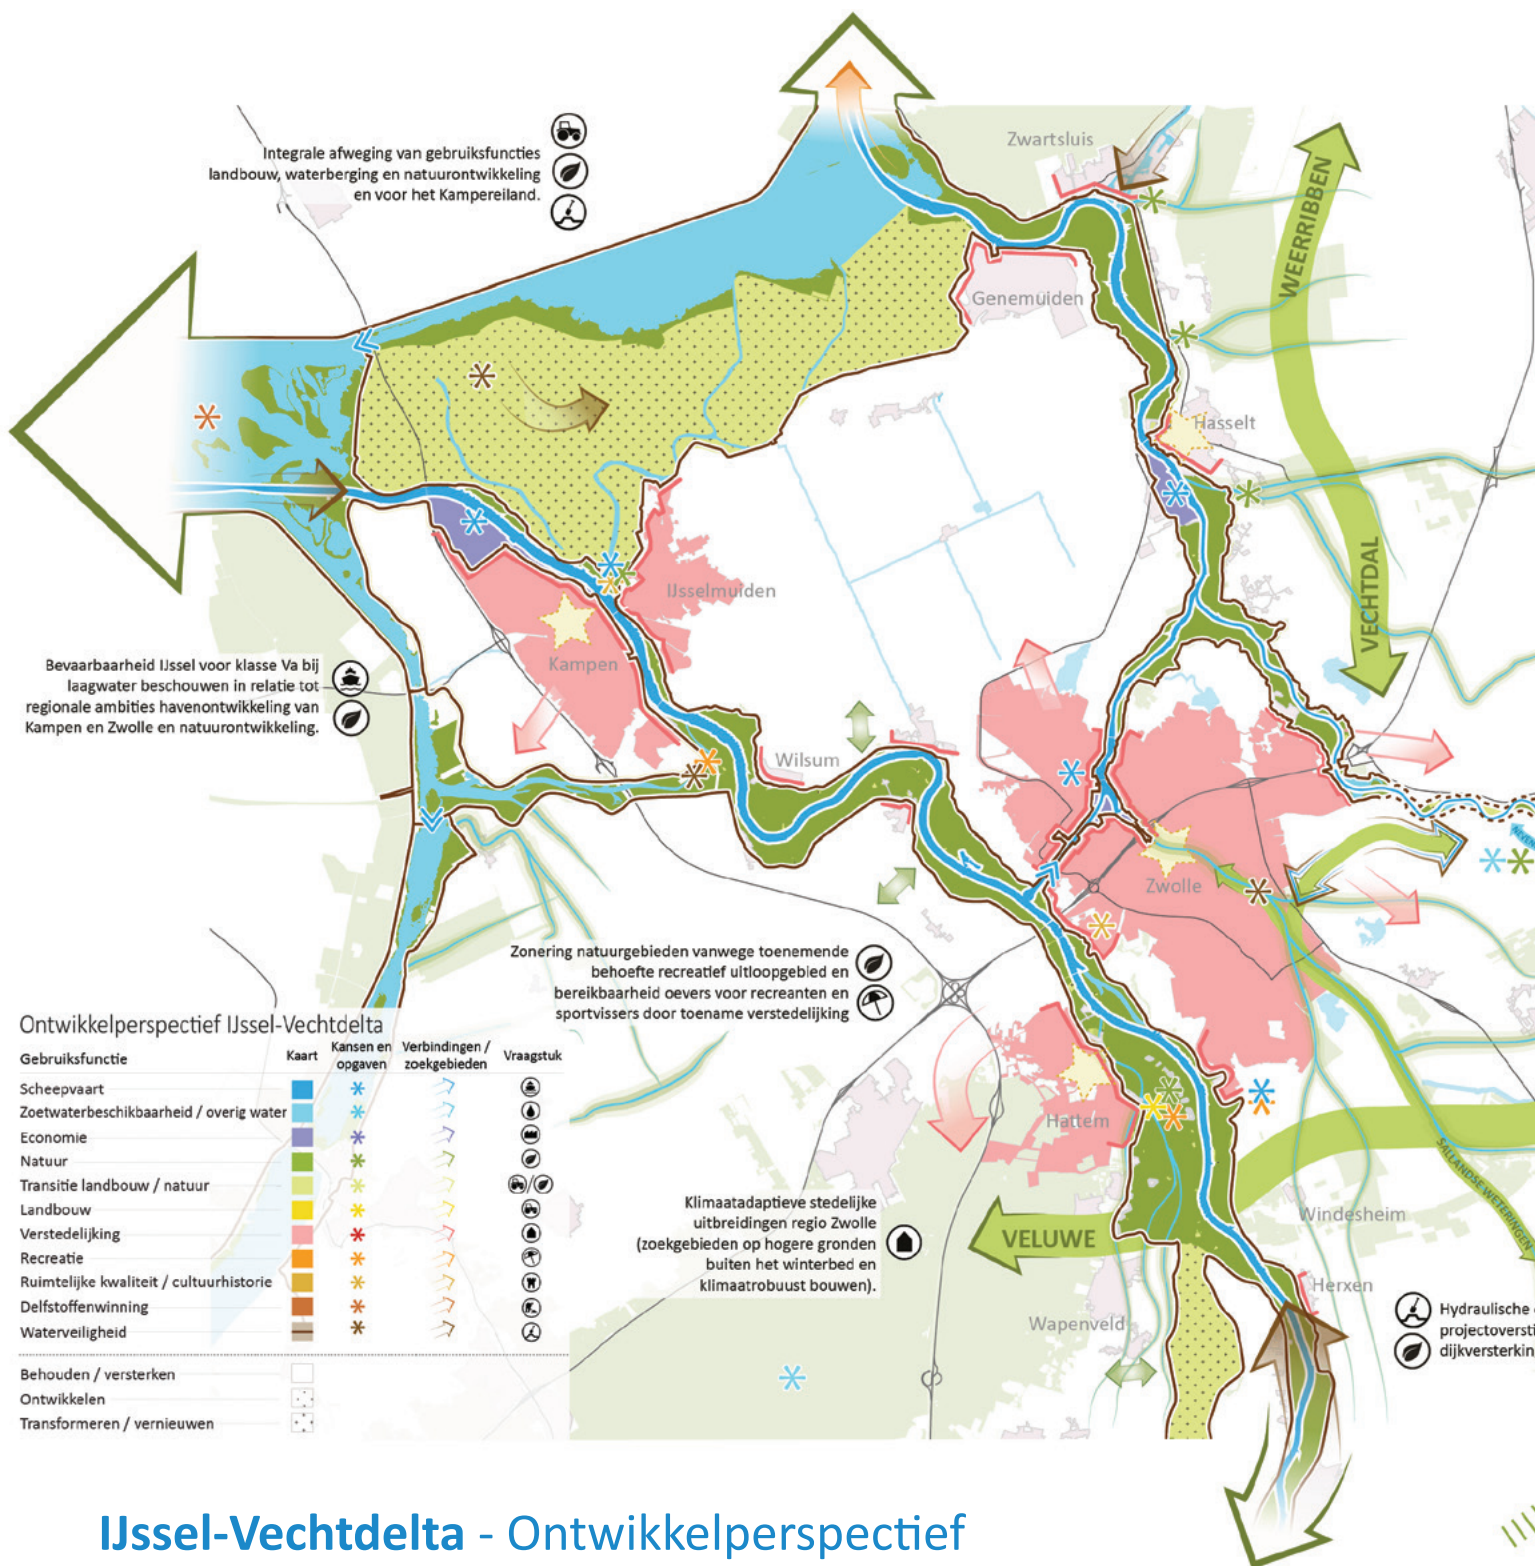 Integrale afweging van gebruiksfuncties
landbouw, waterberging en natuurontwikkeling
en voor het Kampereiland.
Zwartsluis
WEERRIBBEN
Genemuiden
Hasselt
IJsselmuiden
VECHTDAL
Kampen
Bevaarbaarheid IJssel voor klasse Va bij
laagwater beschouwen in relatie tot
regionale ambities havenontwikkeling van
Kampen en Zwolle en natuurontwikkeling.
Wilsum
Zwolle
Zonering natuurgebieden vanwege toenemende
behoefte recreatief uitloopgebied en
bereikbaarheid oevers voor recreanten en
sportvissers door toename verstedelijking
Hattem
SALLANDSE WETERINGEN
Klimaatadaptieve stedelijke
uitbreidingen regio Zwolle
(zoekgebieden op hogere gronden
buiten het winterbed en
klimaatrobuust bouwen).
VELUWE
Windesheim
Herxen
Wapenveld
Hydraulische
projectoversti
dijkversterkin
Ontwikkelperspectief IJssel-Vechtdelta
Gebruiksfunctie Kaart Kansen en opgaven Verbindingen / zoekgebieden Vraagstuk
Scheepvaart
Zoetwaterbeschikbaarheid / overig water
Economie
Natuur
Transitie landbouw / natuur
Landbouw
Verstedelijking
Recreatie
Ruimtelijke kwaliteit / cultuurhistorie
Delfstoffenwinning
Waterveiligheid
Behouden / versterken
Ontwikkelen
Transformeren / vernieuwen
IJssel-Vechtdelta - Ontwikkelperspectief